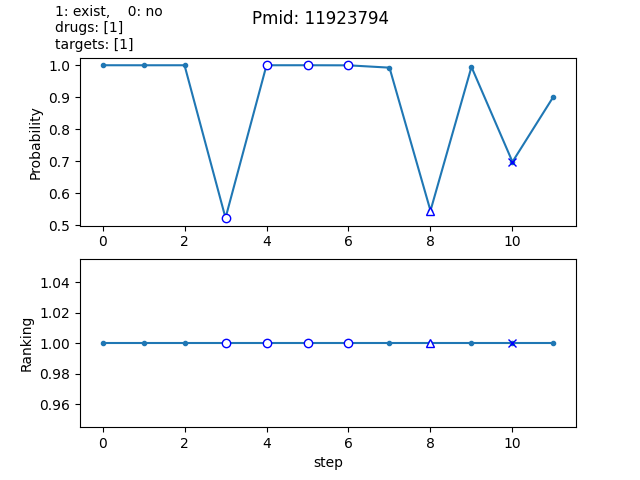 1: exist,    0: no
drugs: [1]
targets: [1]
Pmid: 11923794
Probability
1.0
0.9
0.8
0.7
0.6
0.5
0 2 4 6 8 10
Ranking
1.04
1.02
1.00
0.98
0.96
0 2 4 6 8 10
step